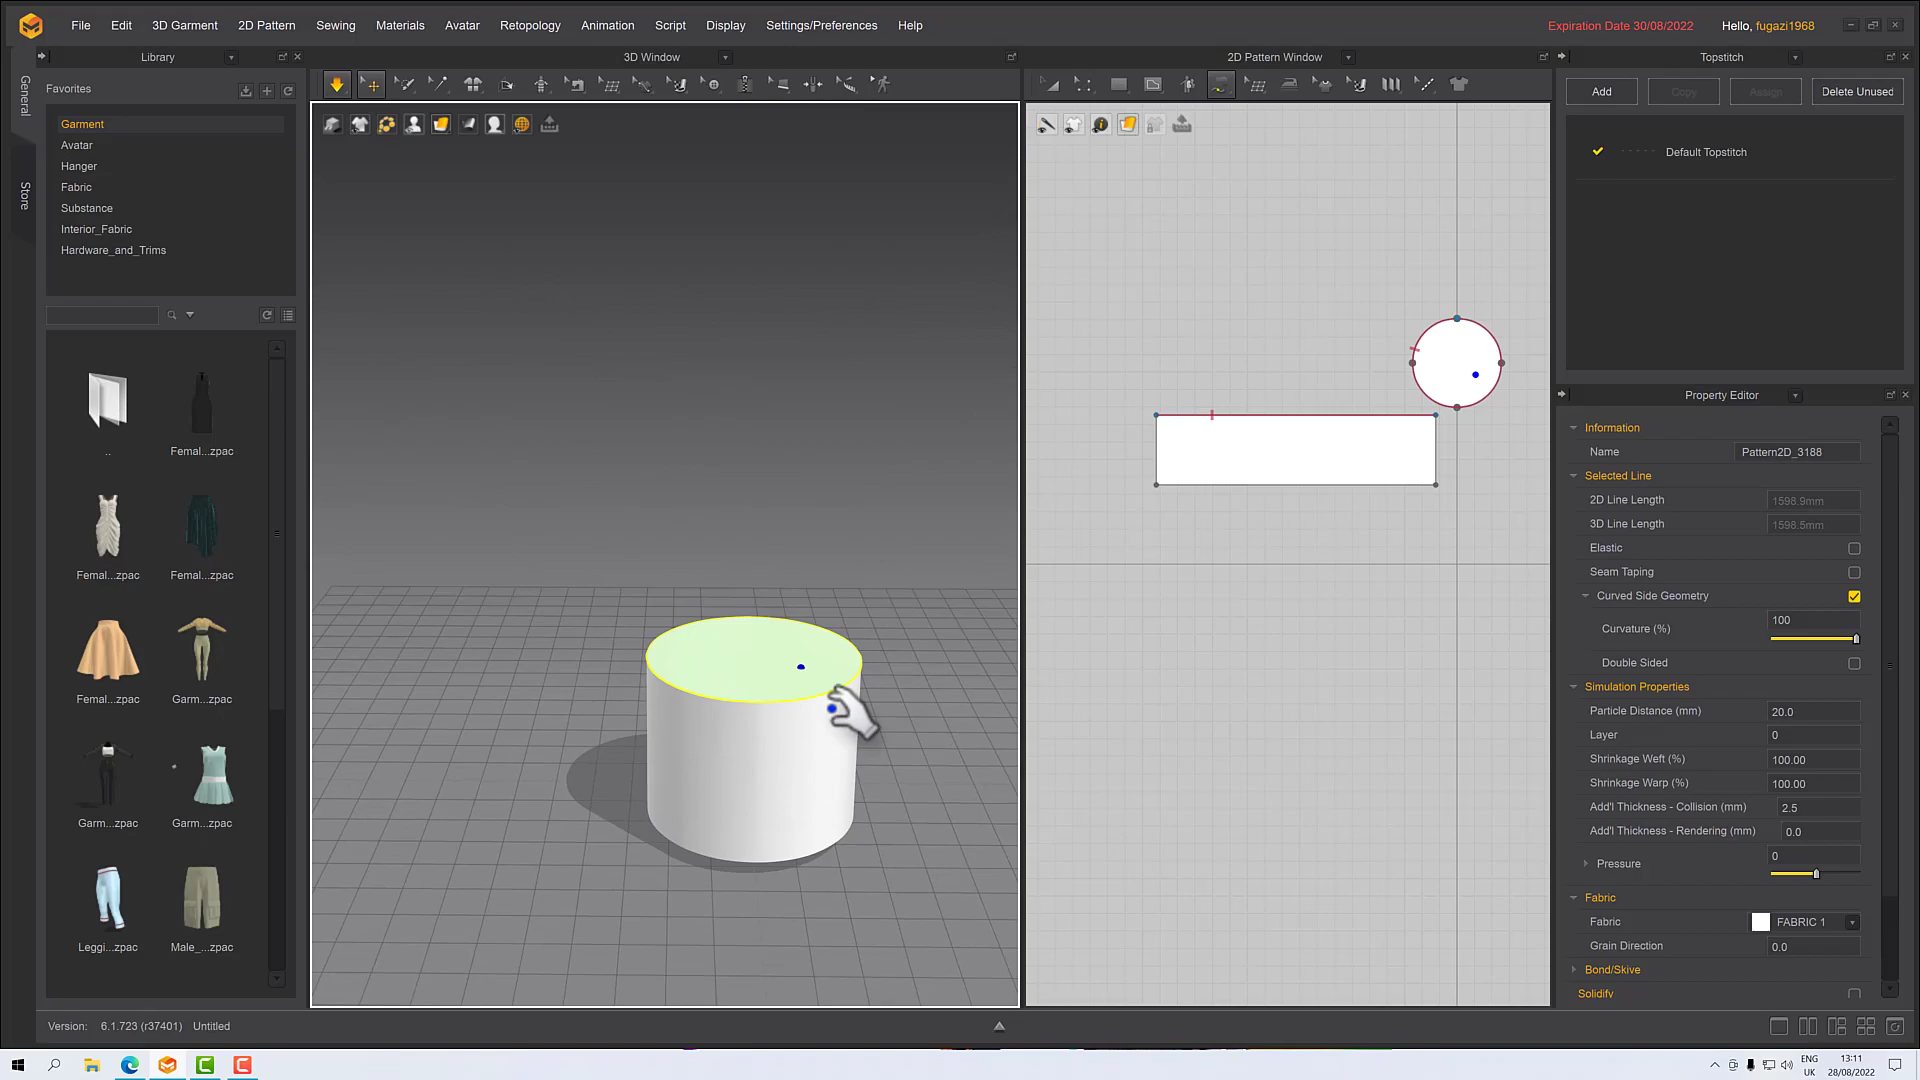 File Edit 3D Garment 2D Pattern Sewing Materials Avatar Retopology Animation Script Display Settings/Preferences Help
Expiration Date 30/08/2022 Hello, fugazi1968
Library
3D Window
2D Pattern Window
Topstitch
General
Store
Favorites
Garment
Avatar
Hanger
Fabric
Substance
Interior_Fabric
Hardware_and_Trims
..
Femal...zpac
Femal...zpac
Femal...zpac
Femal...zpac
Garm...zpac
Garm...zpac
Garm...zpac
Leggi...zpac
Male_...zpac
Add Copy Assign Delete Unused
Default Topstitch
Property Editor
Information
Name Pattern2D_3188
Selected Line
2D Line Length 1598.9mm
3D Line Length 1598.5mm
Elastic
Seam Taping
Curved Side Geometry
Curvature (%) 100
Double Sided
Simulation Properties
Particle Distance (mm) 20.0
Layer 0
Shrinkage Weft (%) 100.00
Shrinkage Warp (%) 100.00
Add'l Thickness - Collision (mm) 2.5
Add'l Thickness - Rendering (mm) 0.0
Pressure 0
Fabric
Fabric FABRIC 1
Grain Direction 0.0
Bond/Skive
Solidify
Version: 6.1.723 (r37401) Untitled
ENG
UK
13:11
28/08/2022